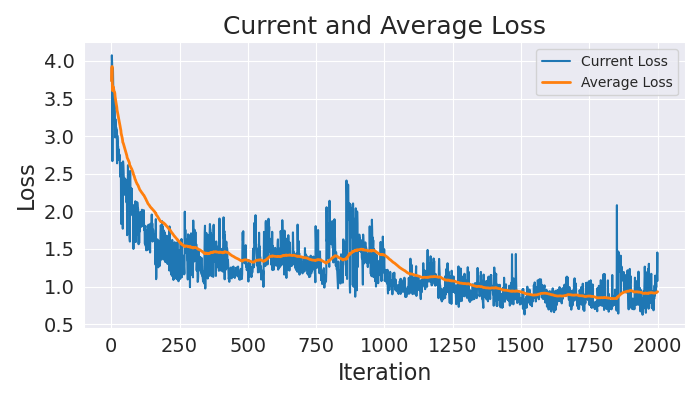 Current and Average Loss
Current Loss
Average Loss
Loss
4.0
3.5
3.0
2.5
2.0
1.5
1.0
0.5
0 250 500 750 1000 1250 1500 1750 2000
Iteration